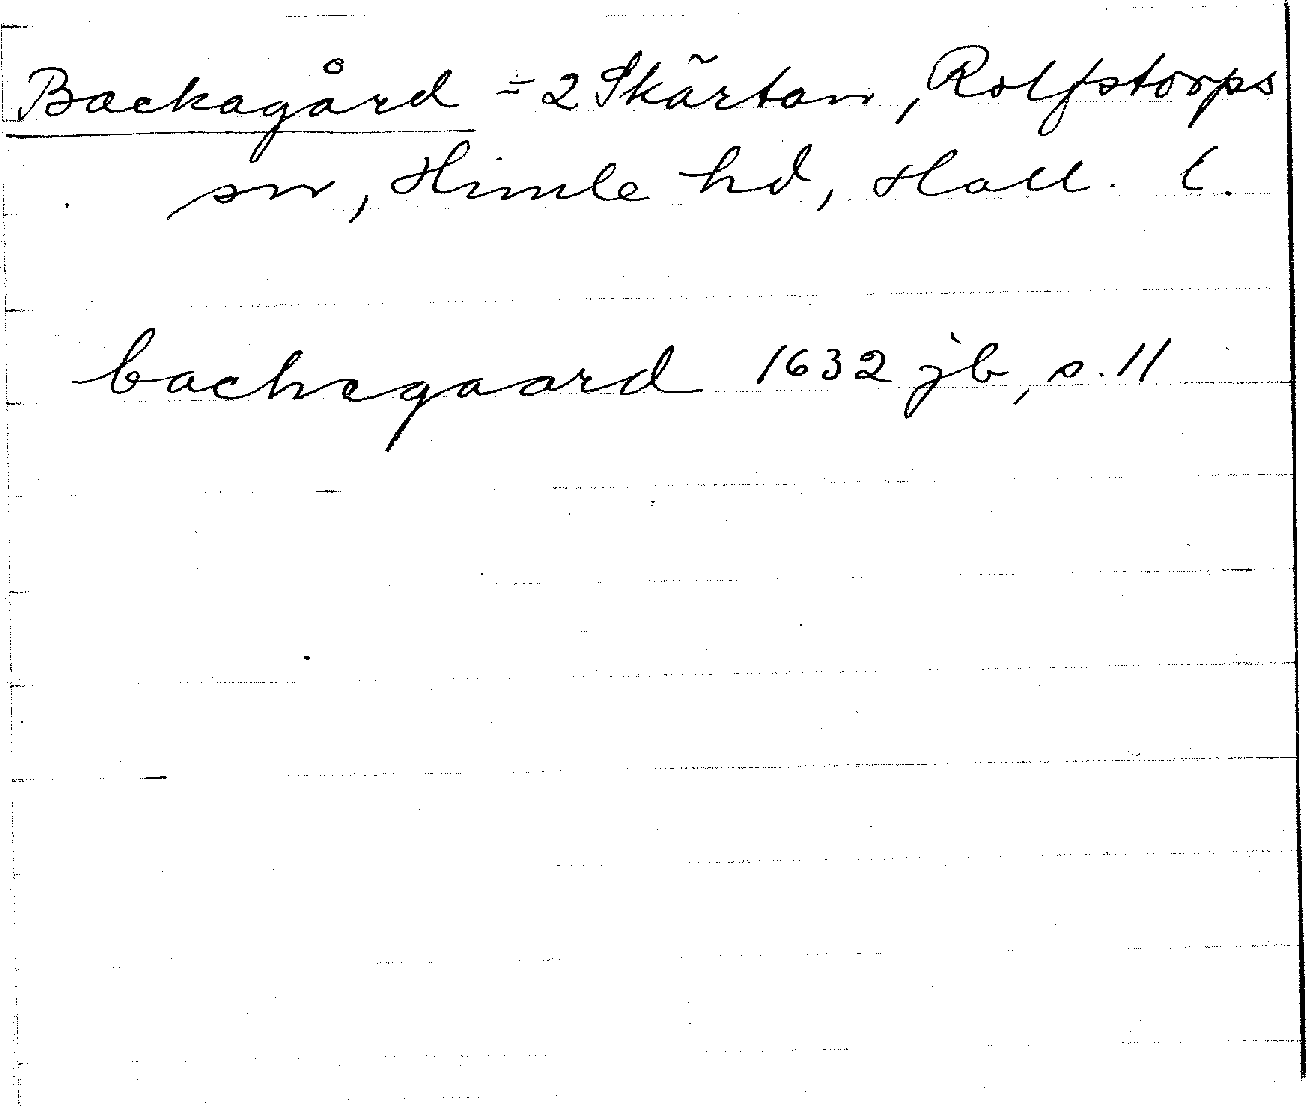 Backagård = 2 Skärtan, Rolfstorps
sn, Himle hd, Hall. l.
backegaard 1632 jb, s. 11